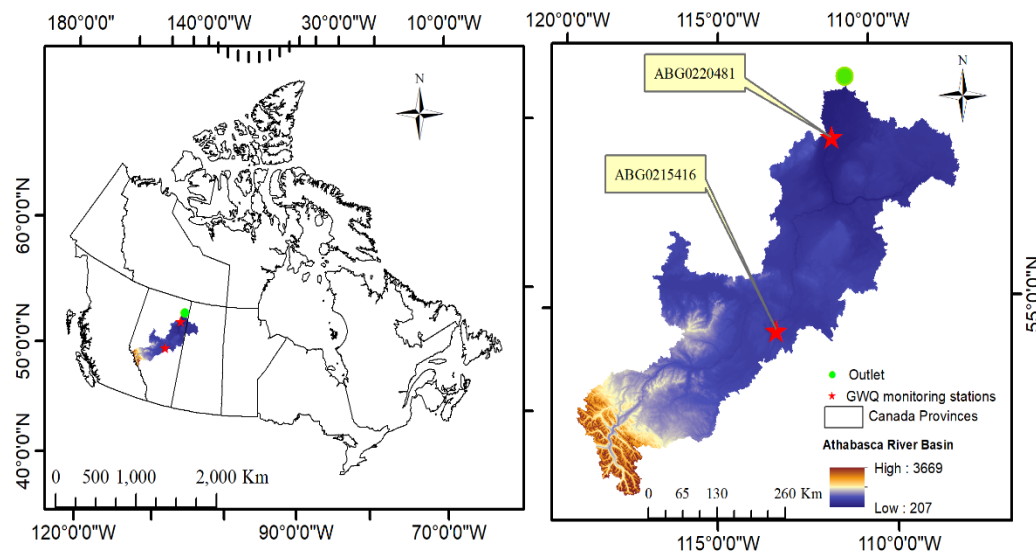 180°0'0" 140°0'0"W 30°0'0"W 0°0'0"
N
60°0'0"N
50°0'0"N
40°0'0"N
0 500 1,000 2,000 Km
120°0'0"W 90°0'0"W 70°0'0"W
120°0'0"W 115°0'0"W 110°0'0"W
ABG0220481
N
ABG0215416
55°0'0"N
Outlet
GWQ monitoring stations
Canada Provinces
Athabasca River Basin
High : 3669
Low : 207
0 65 130 260 Km
115°0'0"W 110°0'0"W